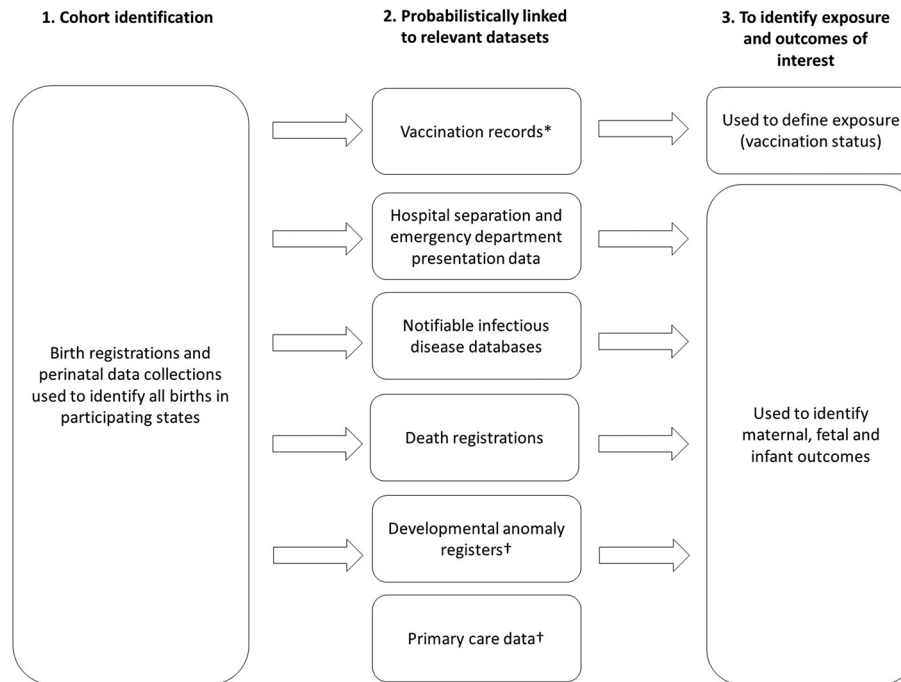 1. Cohort identification
2. Probabilistically linked
to relevant datasets
3. To identify exposure
and outcomes of
interest
Birth registrations and
perinatal data collections
used to identify all births in
participating states
Vaccination records*
Hospital separation and
emergency department
presentation data
Notifiable infectious
disease databases
Death registrations
Developmental anomaly
registers†
Primary care data†
Used to define exposure
(vaccination status)
Used to identify
maternal, fetal and
infant outcomes